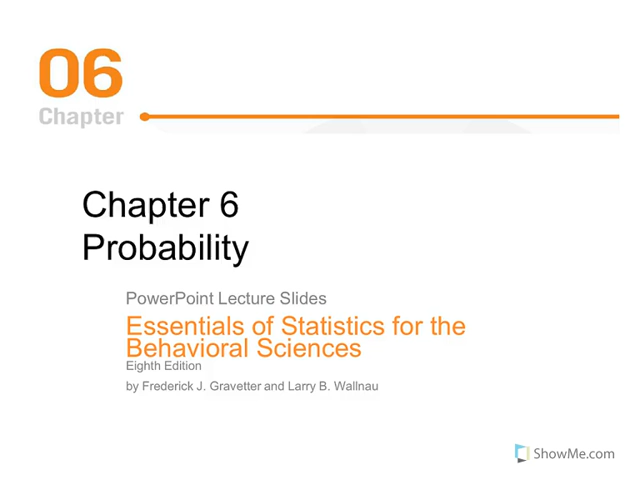 06
Chapter
Chapter 6
Probability
PowerPoint Lecture Slides
Essentials of Statistics for the
Behavioral Sciences
Eighth Edition
by Frederick J. Gravetter and Larry B. Wallnau
ShowMe.com